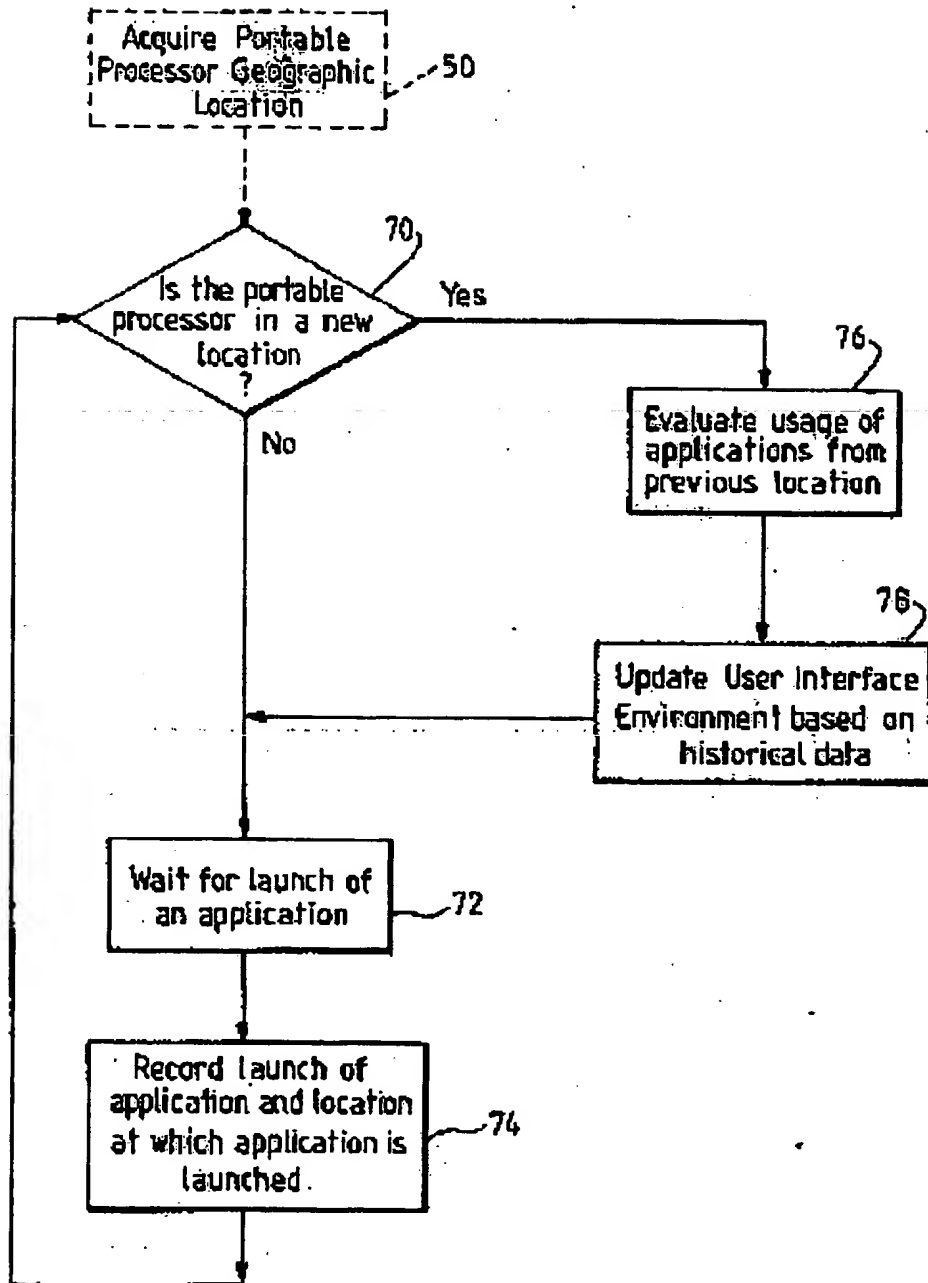 Acquire Portable
Processor Geographic
Location
50
70
Is the portable
processor in a new
location
?
Yes
No
76
Evaluate usage of
applications from
previous location
76
Update User Interface
Environment based on
historical data
Wait for launch of
an application
72
Record launch of
application and location
at which application is
launched.
74